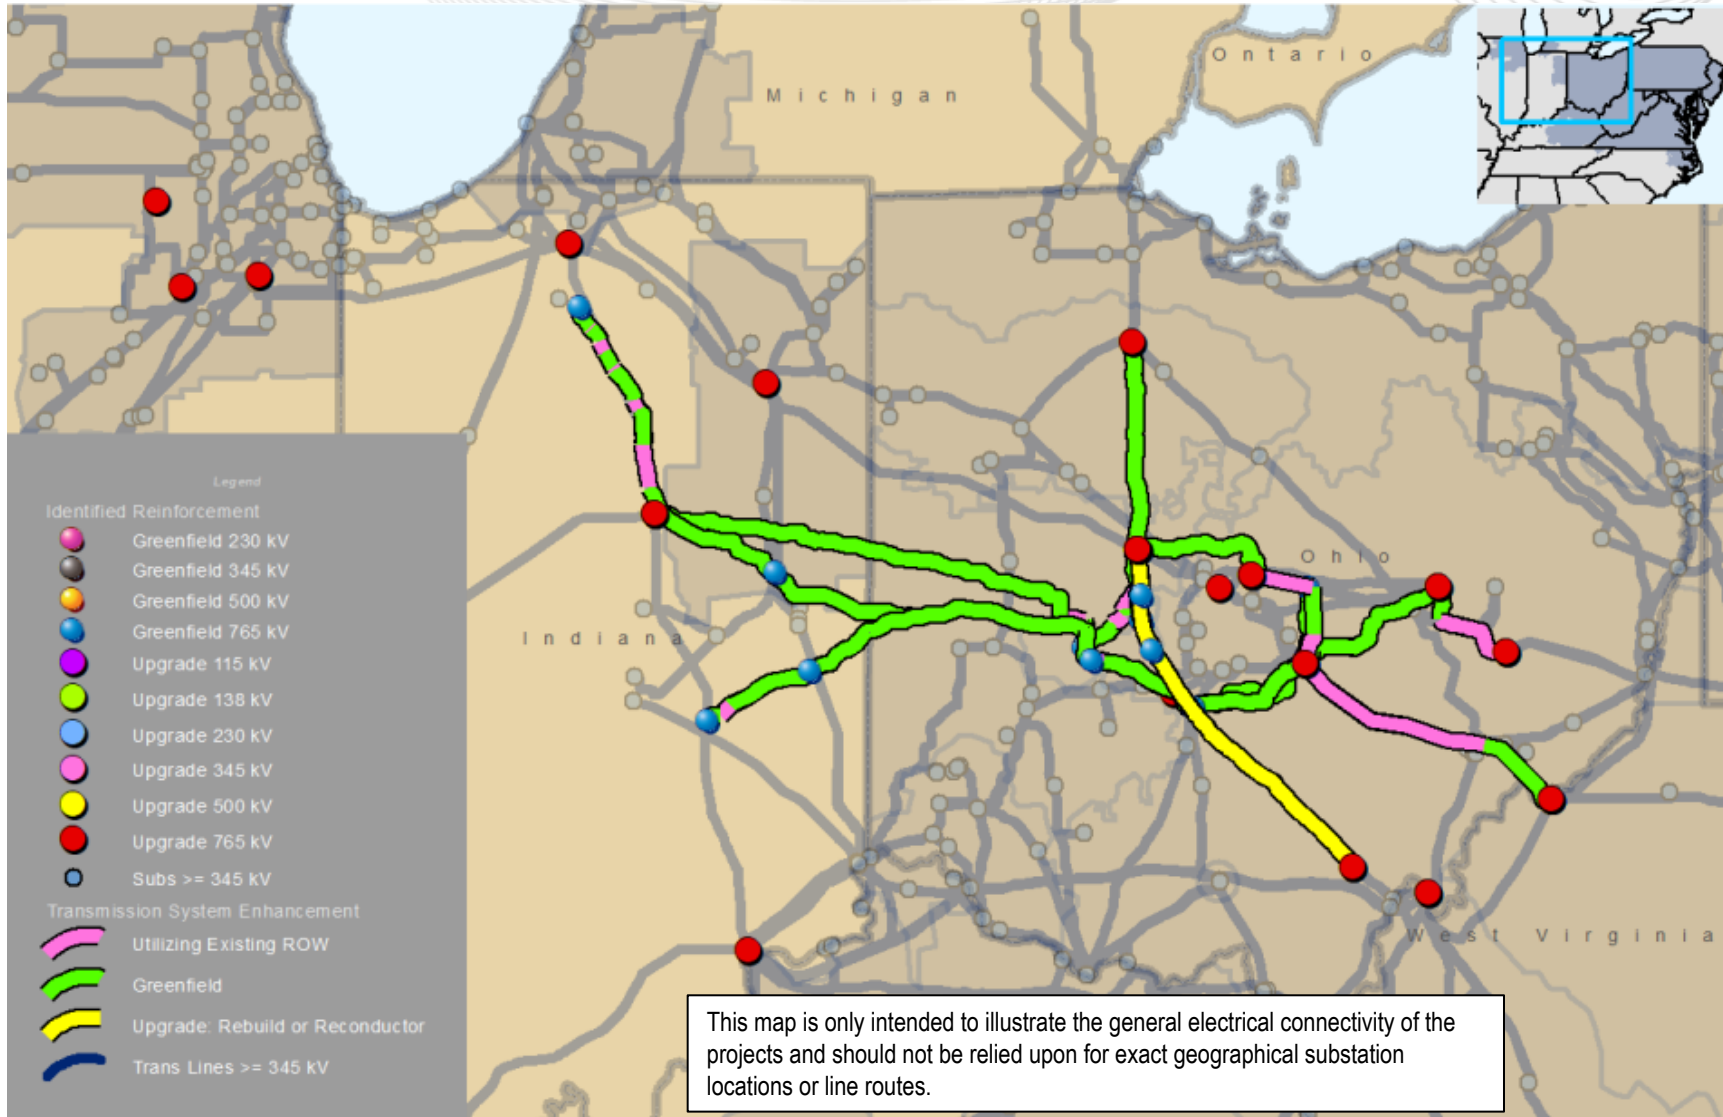 Ontario
Michigan
Ohio
Indiana
West Virginia
Legend
Identified Reinforcement
Greenfield 230 kV
Greenfield 345 kV
Greenfield 500 kV
Greenfield 765 kV
Upgrade 115 kV
Upgrade 138 kV
Upgrade 230 kV
Upgrade 345 kV
Upgrade 500 kV
Upgrade 765 kV
Subs >= 345 kV
Transmission System Enhancement
Utilizing Existing ROW
Greenfield
Upgrade: Rebuild or Reconductor
Trans Lines >= 345 kV
This map is only intended to illustrate the general electrical connectivity of the
projects and should not be relied upon for exact geographical substation
locations or line routes.